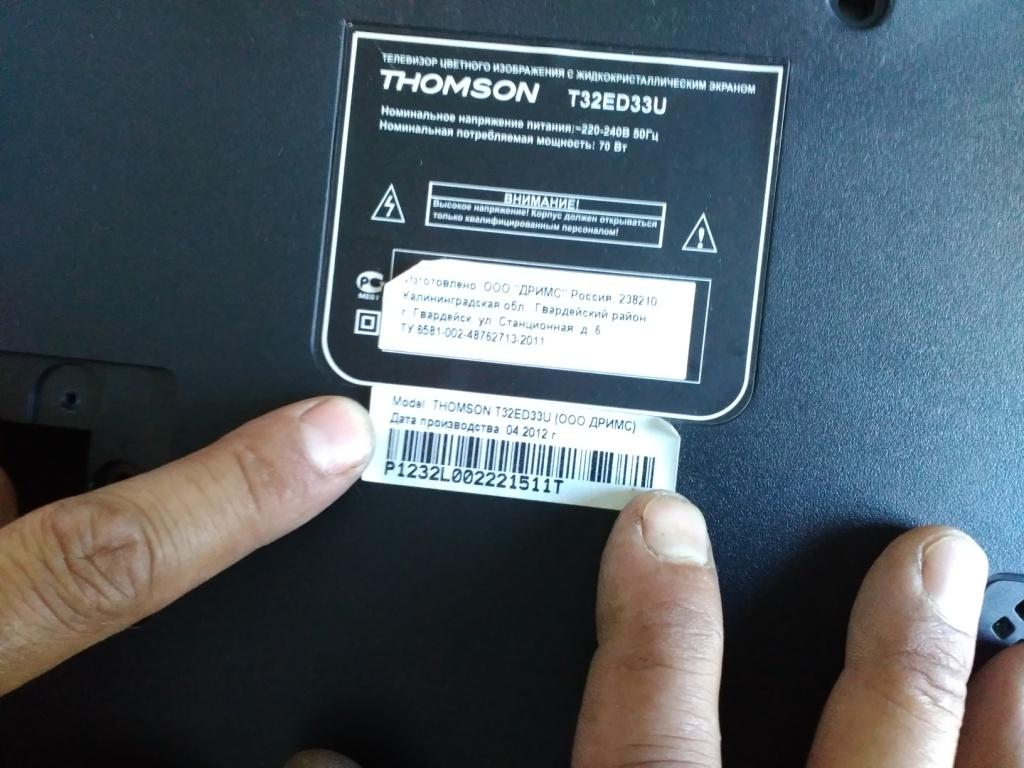 ТЕЛЕВИЗОР ЦВЕТНОГО ИЗОБРАЖЕНИЯ С ЖИДКОКРИСТАЛЛИЧЕСКИМ ЭКРАНОМ
THOMSON T32ED33U
Номинальное напряжение питания:~220-240В 50Гц
Номинальная потребляемая мощность: 70 Вт
ВНИМАНИЕ!
Высокое напряжение! Корпус должен открываться
только квалифицированным персоналом!
Изготовлено ООО "ДРИМС" Россия, 238210,
Калининградская обл. Гвардейский район
г. Гвардейск ул. Станционная д. 6
ТУ 6581-002-48762713-2011
Model THOMSON T32ED33U (ООО ДРИМС)
Дата производства 04.2012 г
P1232L002221511T